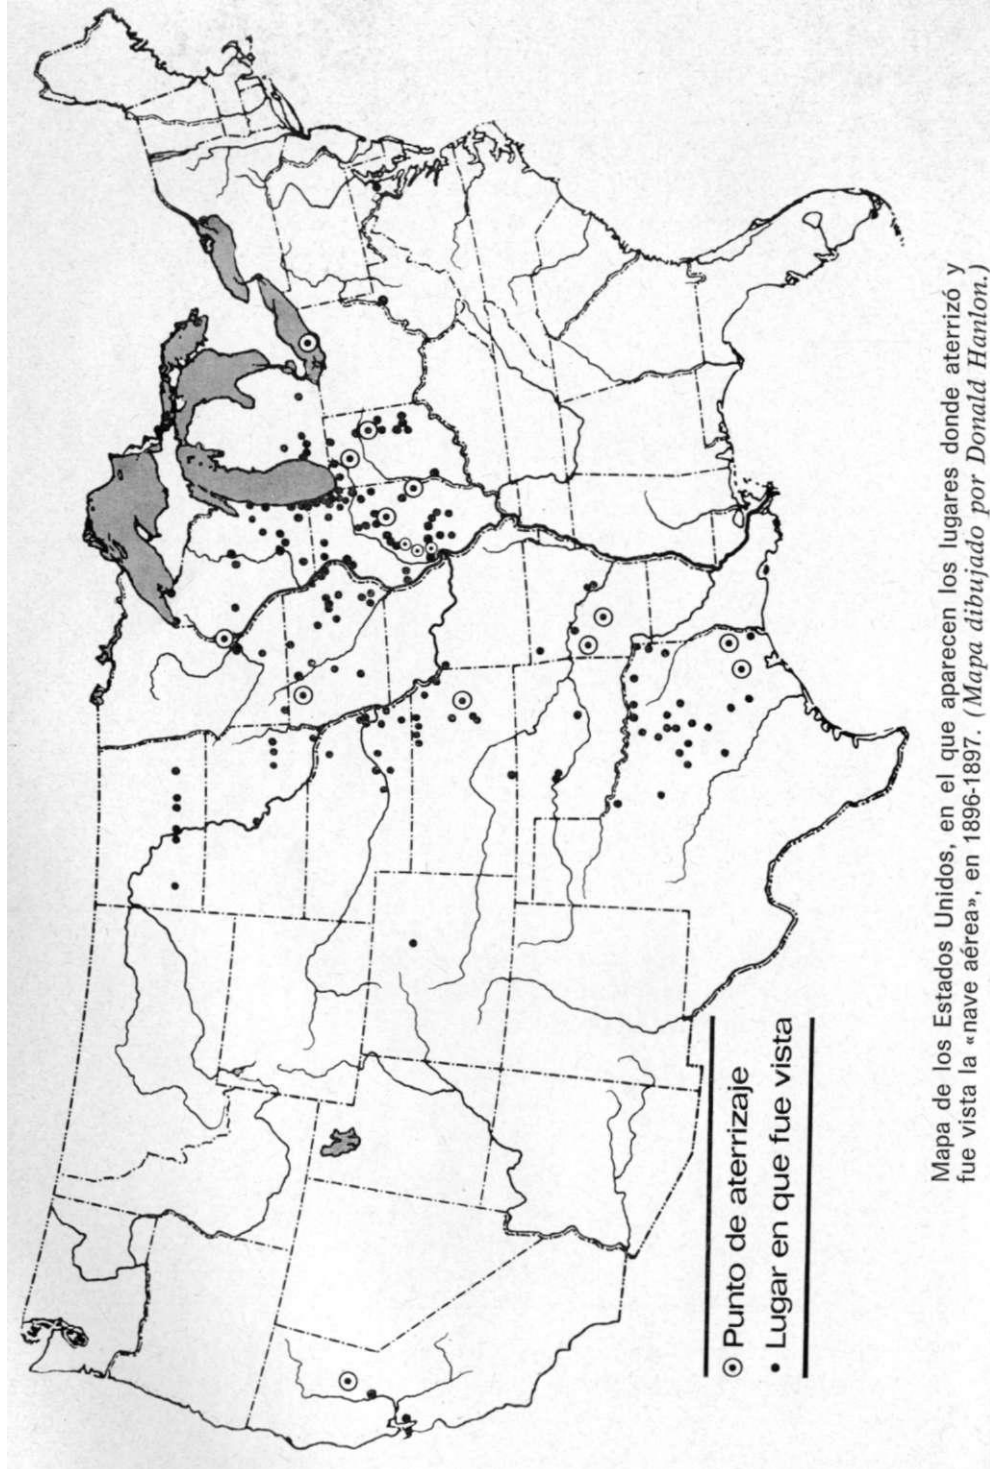 Punto de aterrizaje
Lugar en que fue vista
Mapa de los Estados Unidos, en el que aparecen los lugares donde aterrizó y
fue vista la «nave aérea», en 1896-1897. (Mapa dibujado por Donald Hanlon.)